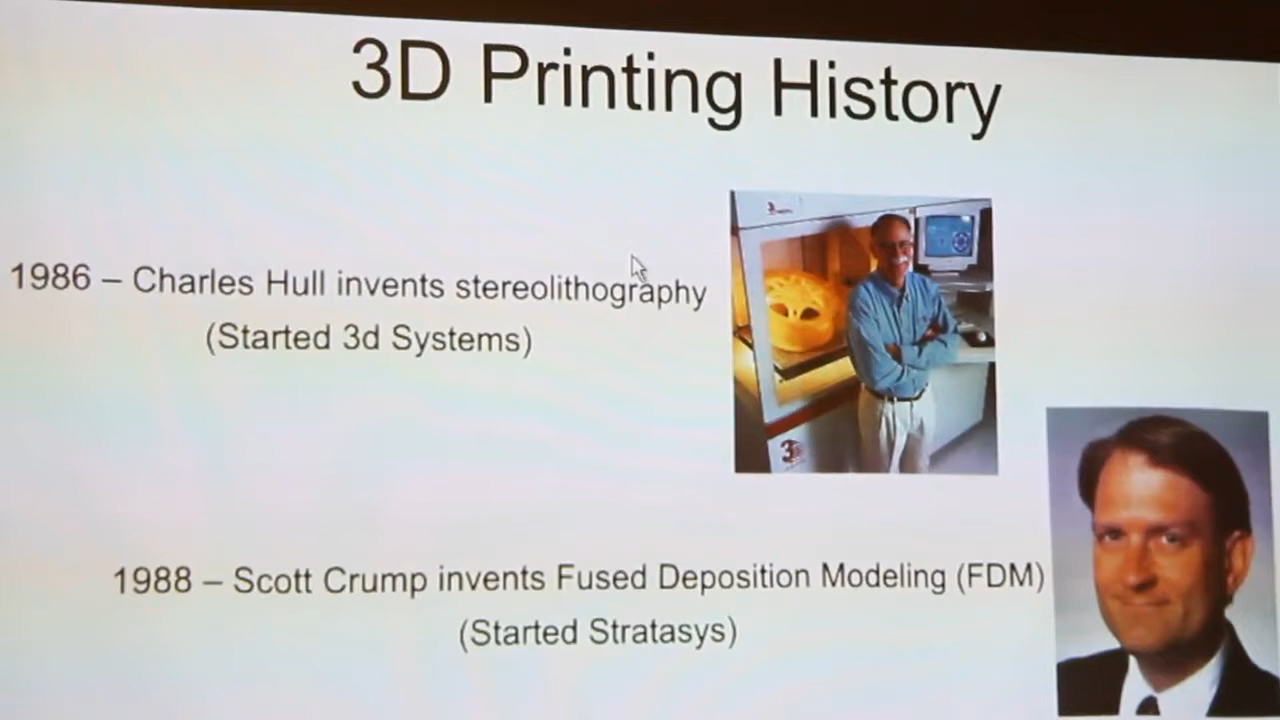 3D Printing History
1986 – Charles Hull invents stereolithography
(Started 3d Systems)
1988 – Scott Crump invents Fused Deposition Modeling (FDM)
(Started Stratasys)